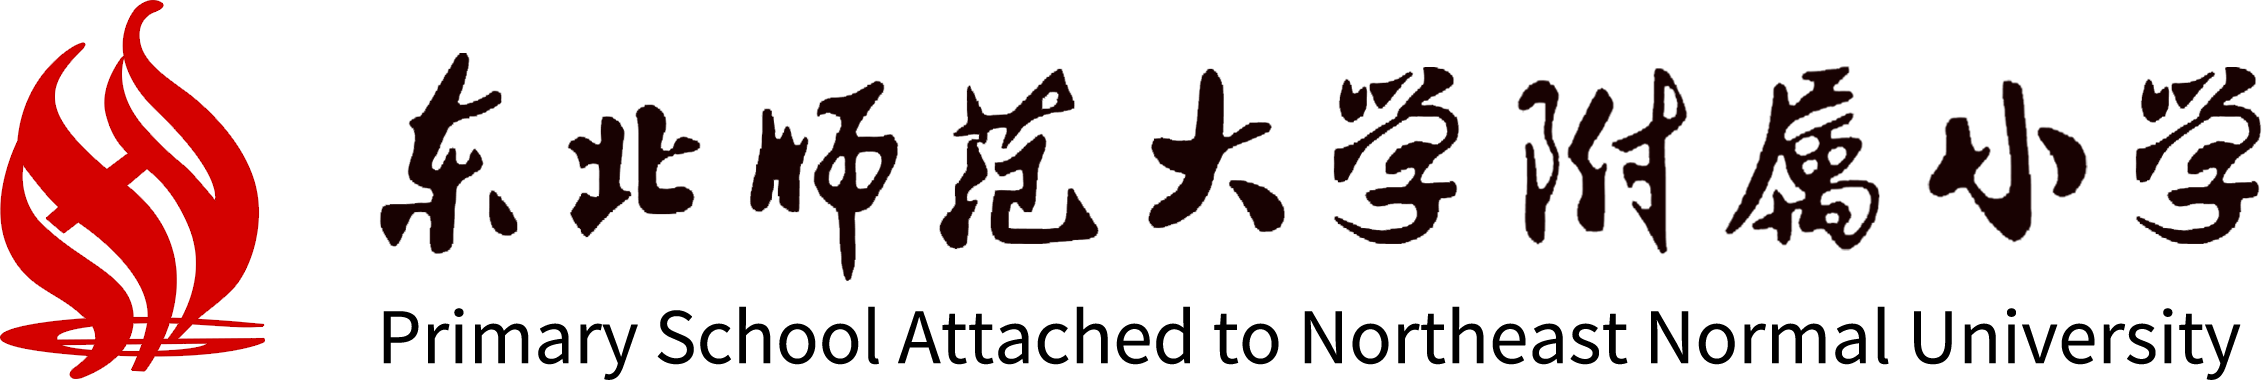 东北师范大学附属小学
Primary School Attached to Northeast Normal University